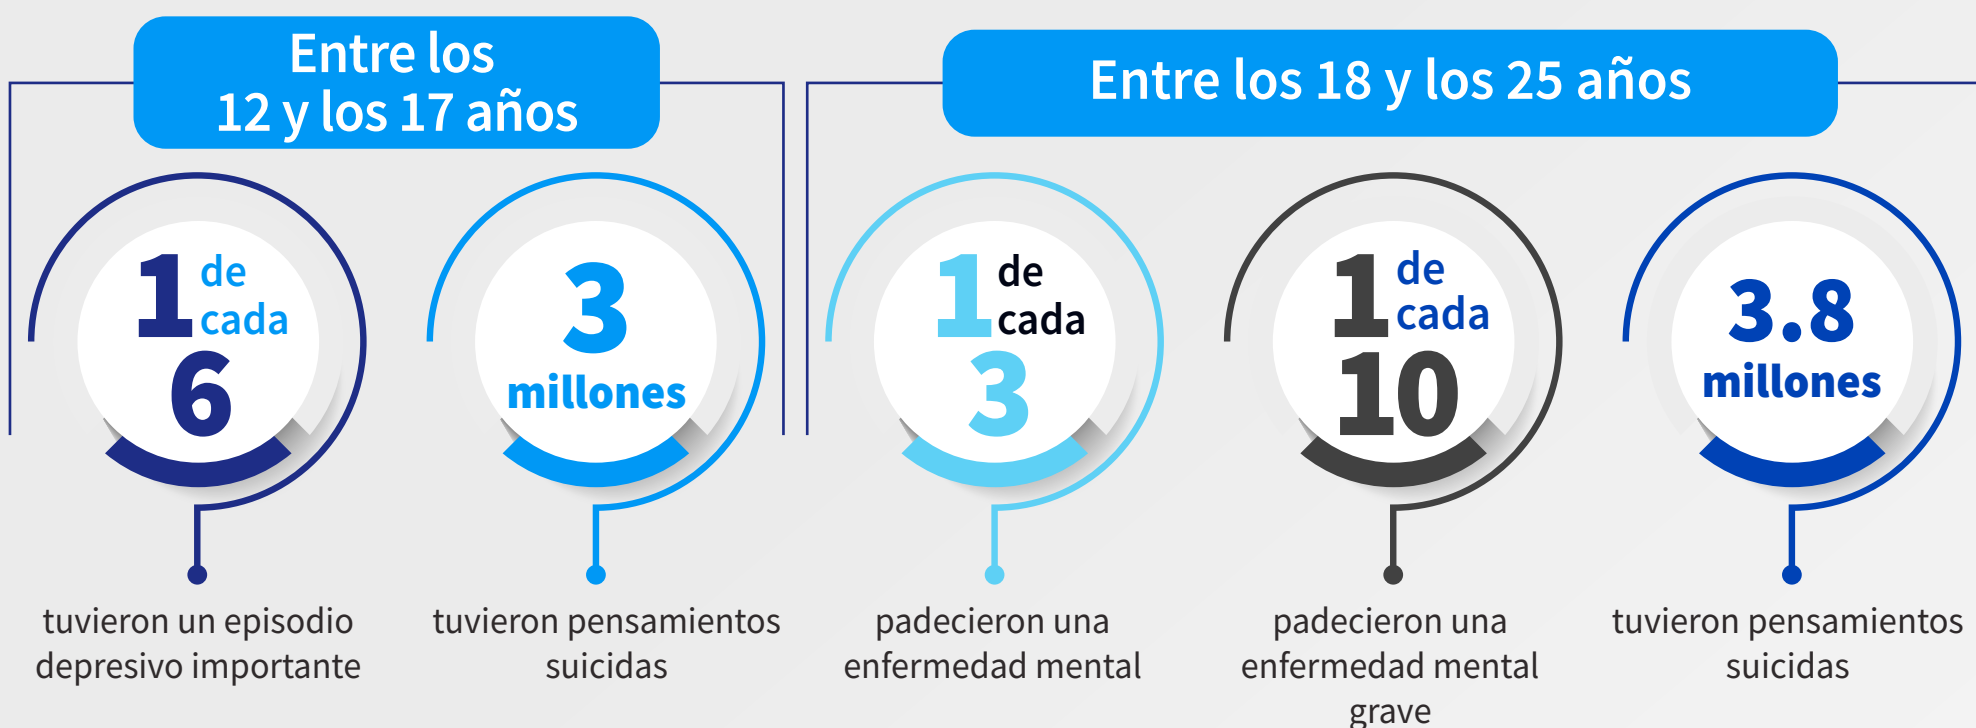 Entre los
12 y los 17 años
1 de
cada
6
tuvieron un episodio
depresivo importante
3
millones
tuvieron pensamientos
suicidas
Entre los 18 y los 25 años
1 de
cada
3
padecieron una
enfermedad mental
1 de
cada
10
padecieron una
enfermedad mental
grave
3.8
millones
tuvieron pensamientos
suicidas